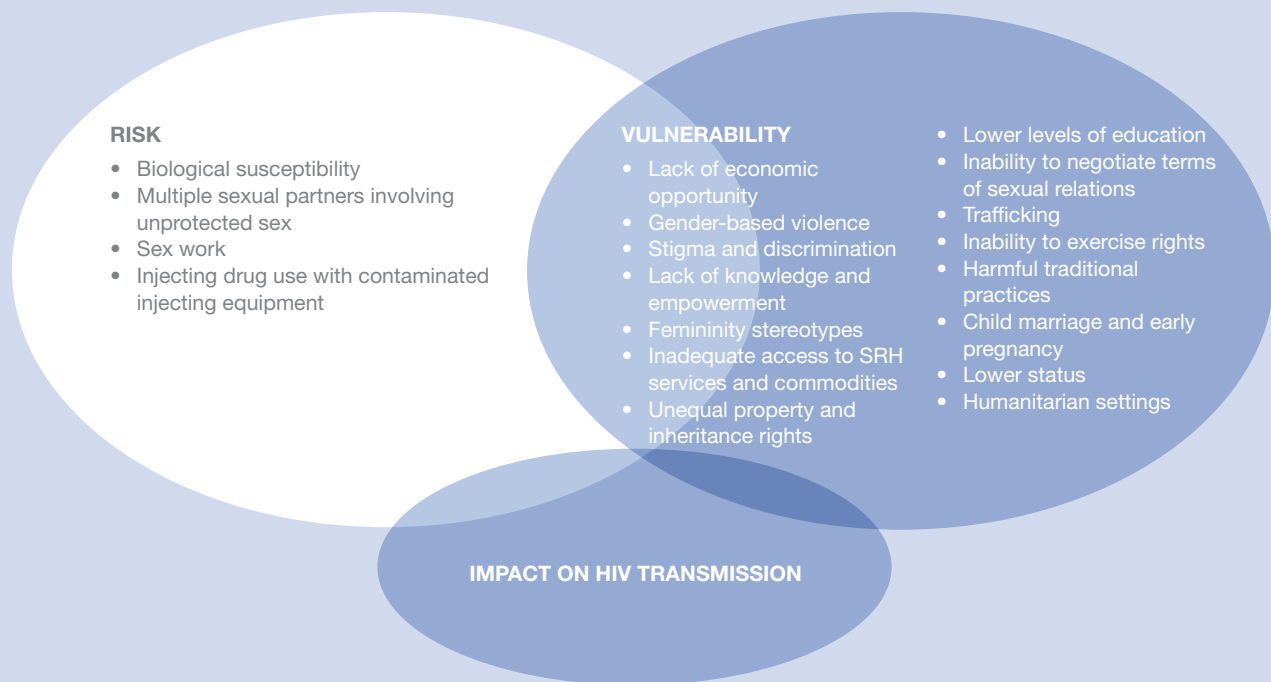 RISK
• Biological susceptibility
• Multiple sexual partners involving
unprotected sex
• Sex work
• Injecting drug use with contaminated
injecting equipment
VULNERABILITY
• Lack of economic
opportunity
• Gender-based violence
• Stigma and discrimination
• Lack of knowledge and
empowerment
• Femininity stereotypes
• Inadequate access to SRH
services and commodities
• Unequal property and
inheritance rights
• Lower levels of education
• Inability to negotiate terms
of sexual relations
• Trafficking
• Inability to exercise rights
• Harmful traditional
practices
• Child marriage and early
pregnancy
• Lower status
• Humanitarian settings
IMPACT ON HIV TRANSMISSION